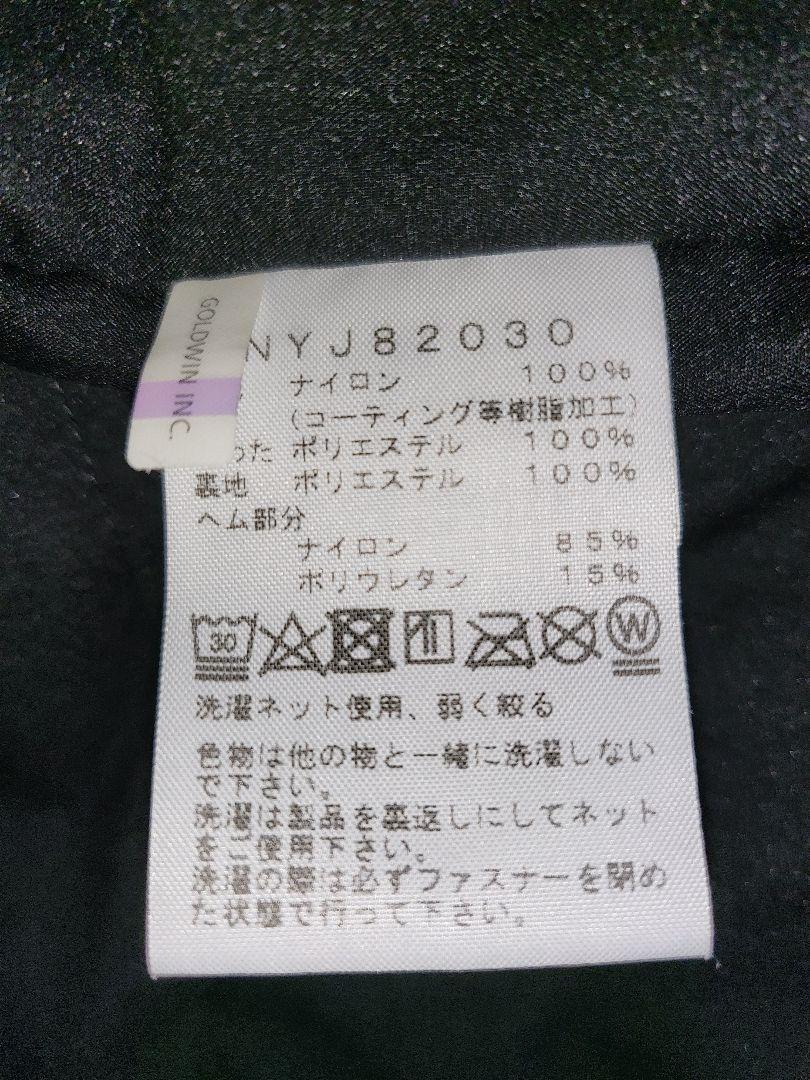 GOLDWIN INC.
NYJ82030
ナイロン 100%
(コーティング等樹脂加工)
わた ポリエステル 100%
裏地 ポリエステル 100%
ヘム部分
ナイロン 85%
ポリウレタン 15%
30
W
洗濯ネット使用、弱く絞る
色物は他の物と一緒に洗濯しない
で下さい。
洗濯は製品を裏返しにしてネット
をご使用下さい。
洗濯の際は必ずファスナーを閉め
た状態で行って下さい。